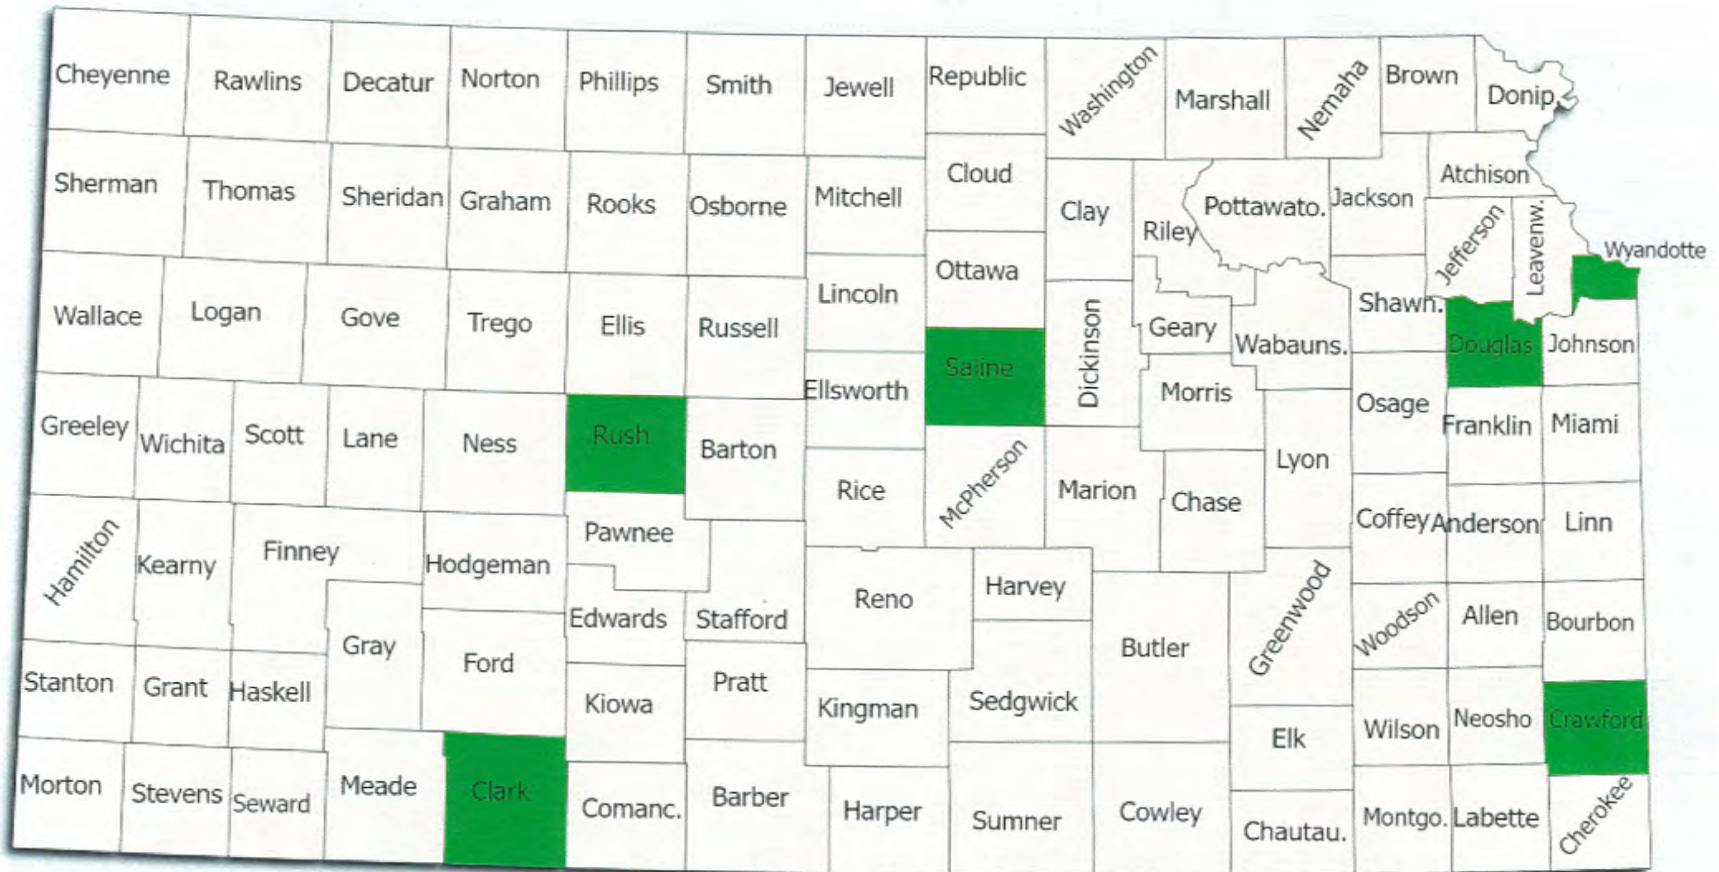 Cheyenne
Rawlins
Decatur
Norton
Phillips
Smith
Jewell
Republic
Washington
Marshall
Nemaha
Brown
Donip.
Sherman
Thomas
Sheridan
Graham
Rooks
Osborne
Mitchell
Cloud
Clay
Riley
Pottawato.
Jackson
Atchison
Jefferson
Leavenw.
Wyandotte
Wallace
Logan
Gove
Trego
Ellis
Russell
Lincoln
Ottawa
Saline
Dickinson
Geary
Wabauns.
Shawn.
Douglas
Johnson
Greeley
Wichita
Scott
Lane
Ness
Rush
Barton
Ellsworth
Rice
McPherson
Marion
Morris
Chase
Lyon
Osage
Franklin
Miami
Hamilton
Kearny
Finney
Hodgeman
Pawnee
Edwards
Stafford
Reno
Harvey
Butler
Greenwood
Coffey
Anderson
Linn
Woodson
Allen
Bourbon
Stanton
Grant
Haskell
Gray
Ford
Kiowa
Pratt
Kingman
Sedgwick
Elk
Wilson
Neosho
Crawford
Morton
Stevens
Seward
Meade
Clark
Comanc.
Barber
Harper
Sumner
Cowley
Chautau.
Montgo.
Labette
Cherokee